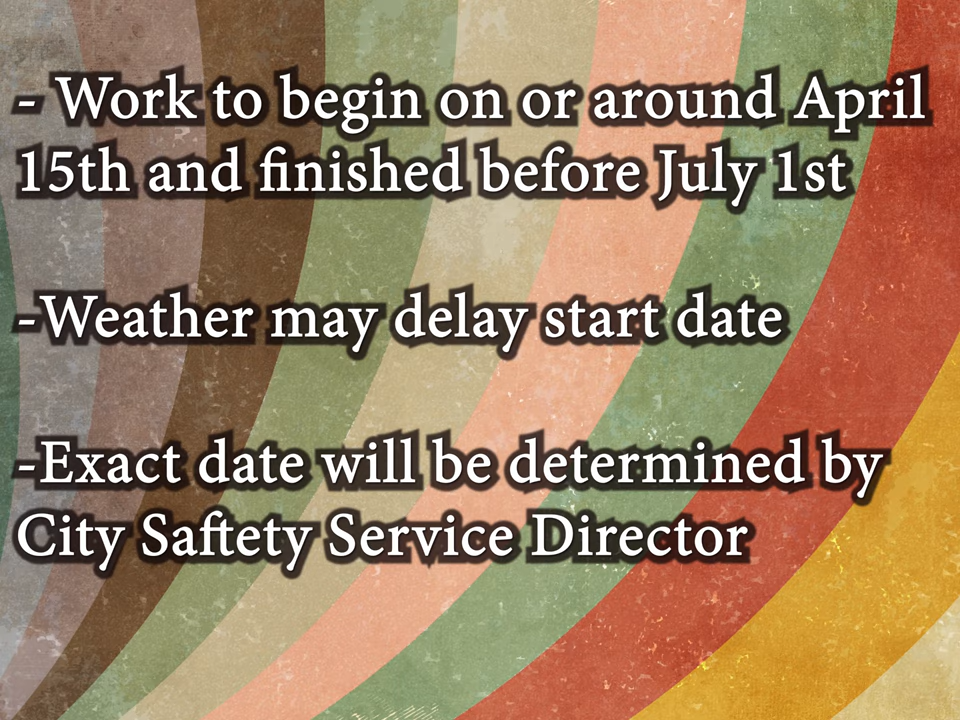 - Work to begin on or around April
15th and finished before July 1st
-Weather may delay start date
-Exact date will be determined by
City Saftety Service Director